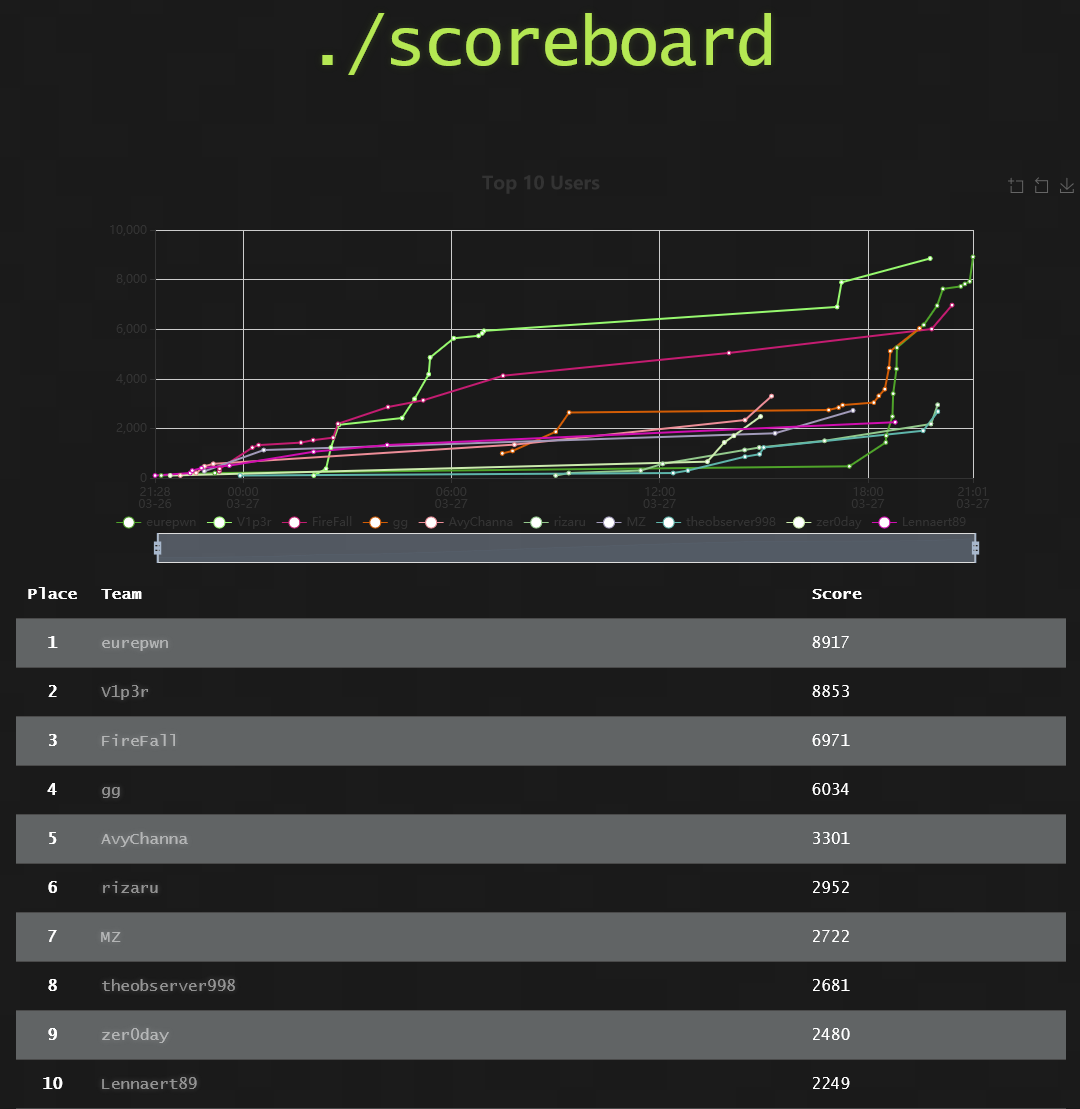 ./scoreboard
Top 10 Users
10,000
8,000
6,000
4,000
2,000
0
21:28 00:00 06:00 12:00 18:00 21:01
03-26 03-27 03-27 03-27 03-27 03-27
eurepwn V1p3r FireFall gg AvyChanna rizaru MZ theobserver998 zer0day Lennaert89
Place Team Score
1 eurepwn 8917
2 V1p3r 8853
3 FireFall 6971
4 gg 6034
5 AvyChanna 3301
6 rizaru 2952
7 MZ 2722
8 theobserver998 2681
9 zer0day 2480
10 Lennaert89 2249